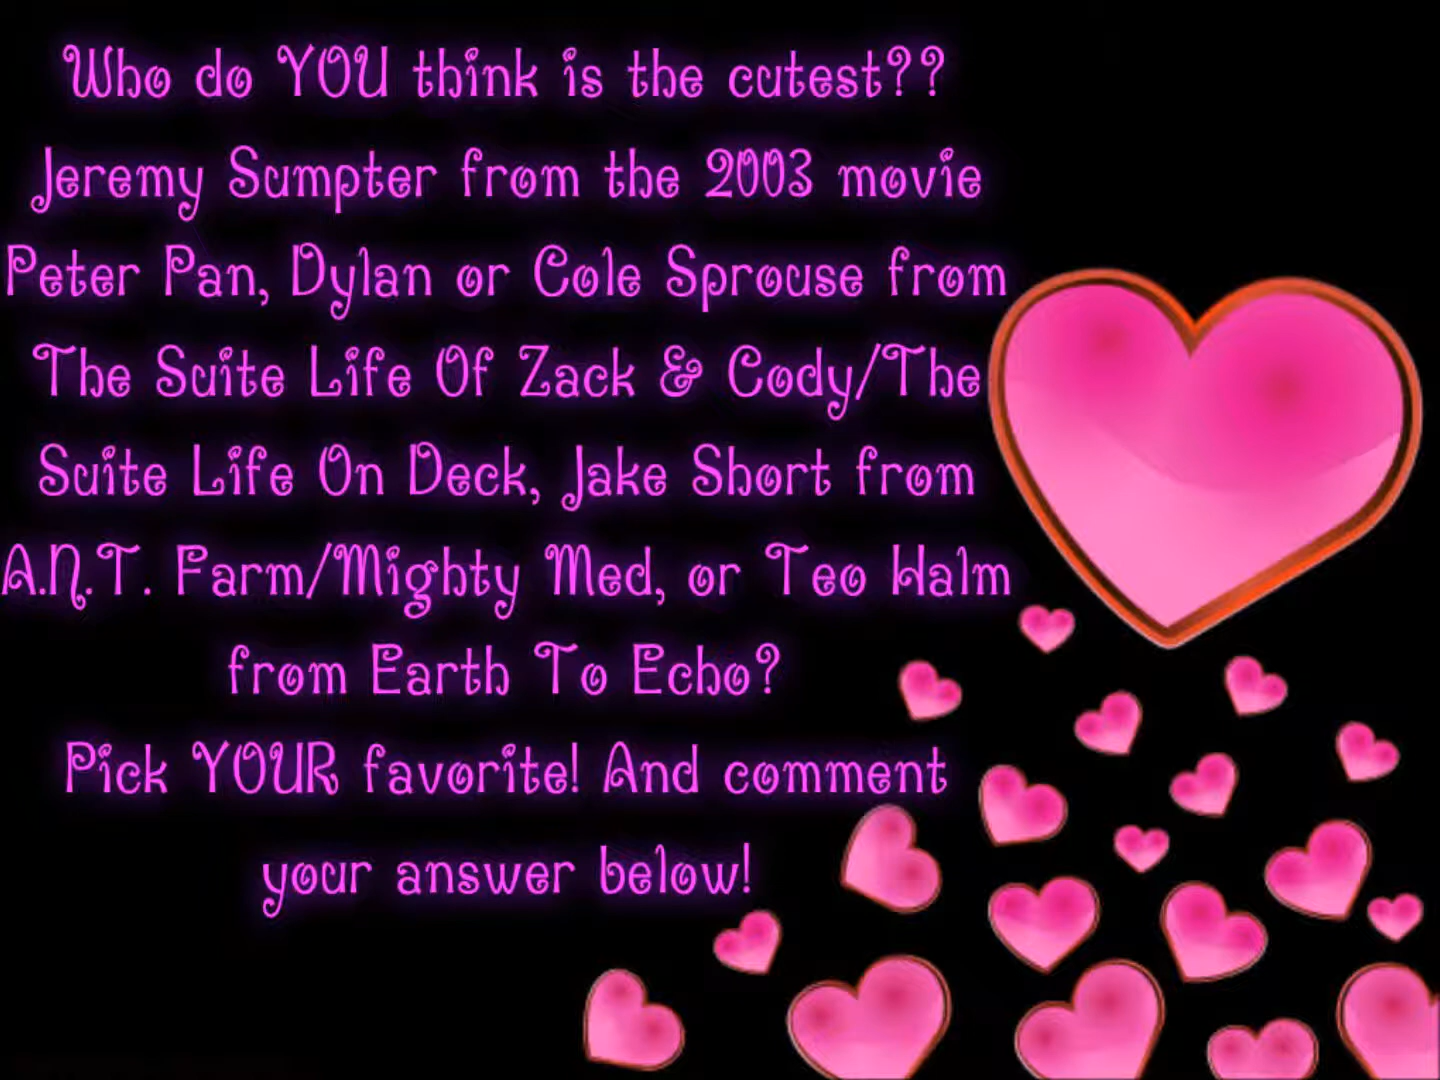 Who do YOU think is the cutest??
Jeremy Sumpter from the 2003 movie
Peter Pan, Dylan or Cole Sprouse from
The Suite Life Of Zack & Cody/The
Suite Life On Deck, Jake Short from
A.N.T. Farm/Mighty Med, or Teo Halm
from Earth To Echo?
Pick YOUR favorite! And comment
your answer below!